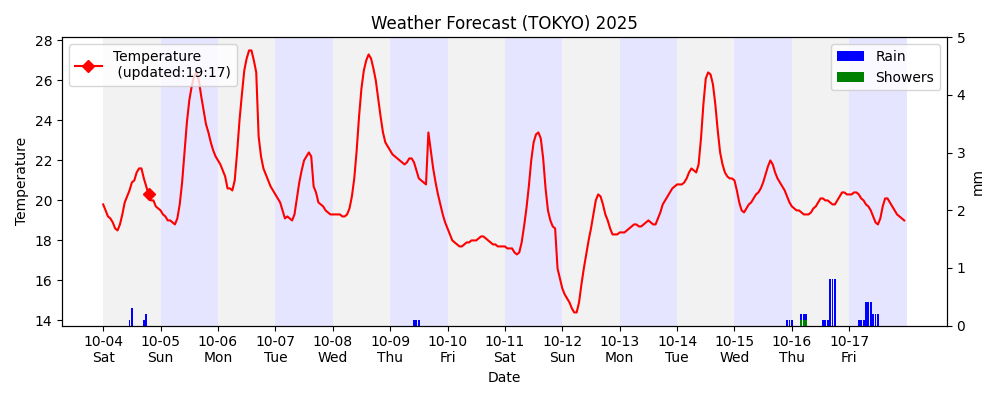 Weather Forecast (TOKYO) 2025
Temperature
(updated:19:17)
Rain
Showers
Temperature
28
26
24
22
20
18
16
14
5
4
3
2
1
0
mm
10-04 10-05 10-06 10-07 10-08 10-09 10-10 10-11 10-12 10-13 10-14 10-15 10-16 10-17
Sat Sun Mon Tue Wed Thu Fri Sat Sun Mon Tue Wed Thu Fri
Date